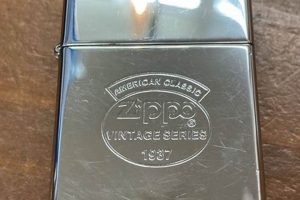 AMERICAN CLASSIC
Zippo®
VINTAGE SERIES
1937